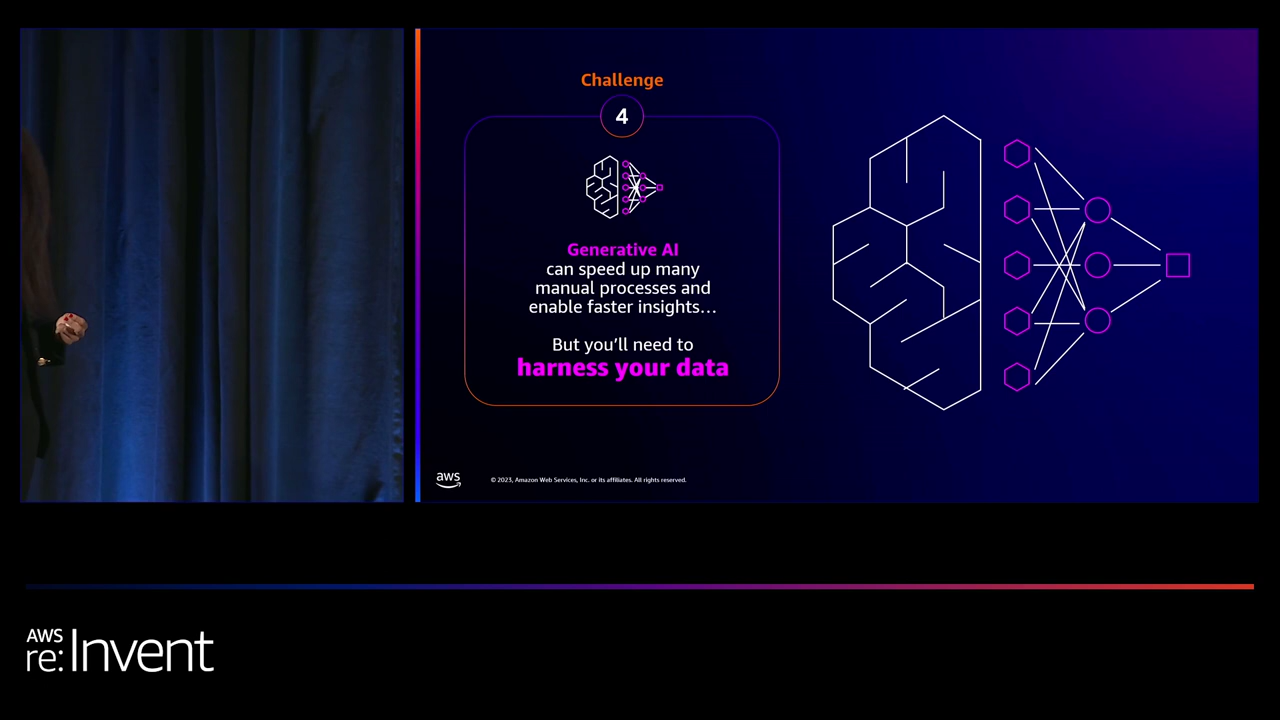 Challenge
4
Generative AI
can speed up many
manual processes and
enable faster insights…
But you’ll need to
harness your data
aws
© 2023, Amazon Web Services, Inc. or its affiliates. All rights reserved.
AWS
re:Invent